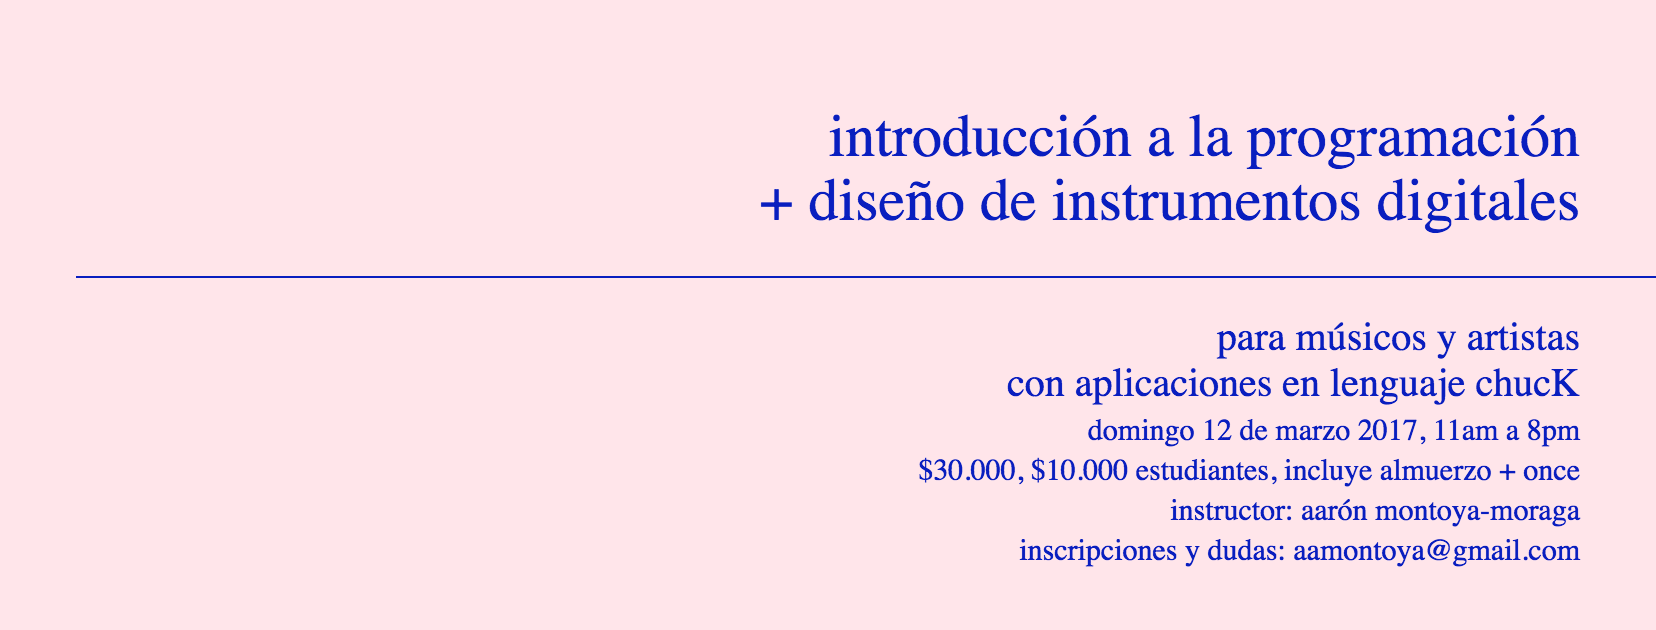 introducción a la programación
+ diseño de instrumentos digitales
para músicos y artistas
con aplicaciones en lenguaje chucK
domingo 12 de marzo 2017, 11am a 8pm
$30.000, $10.000 estudiantes, incluye almuerzo + once
instructor: aarón montoya-moraga
inscripciones y dudas: aamontoya@gmail.com